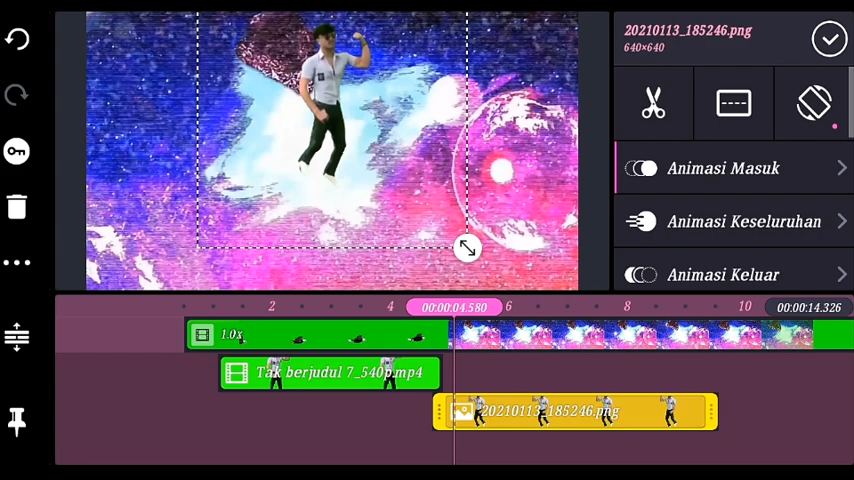 20210113_185246.png
640×640
Animasi Masuk
Animasi Keseluruhan
Animasi Keluar
2
4
00:00:04.580
6
8
10
00:00:14.326
1.0x
Tak berjudul 7_540p.mp4
20210113_185246.png